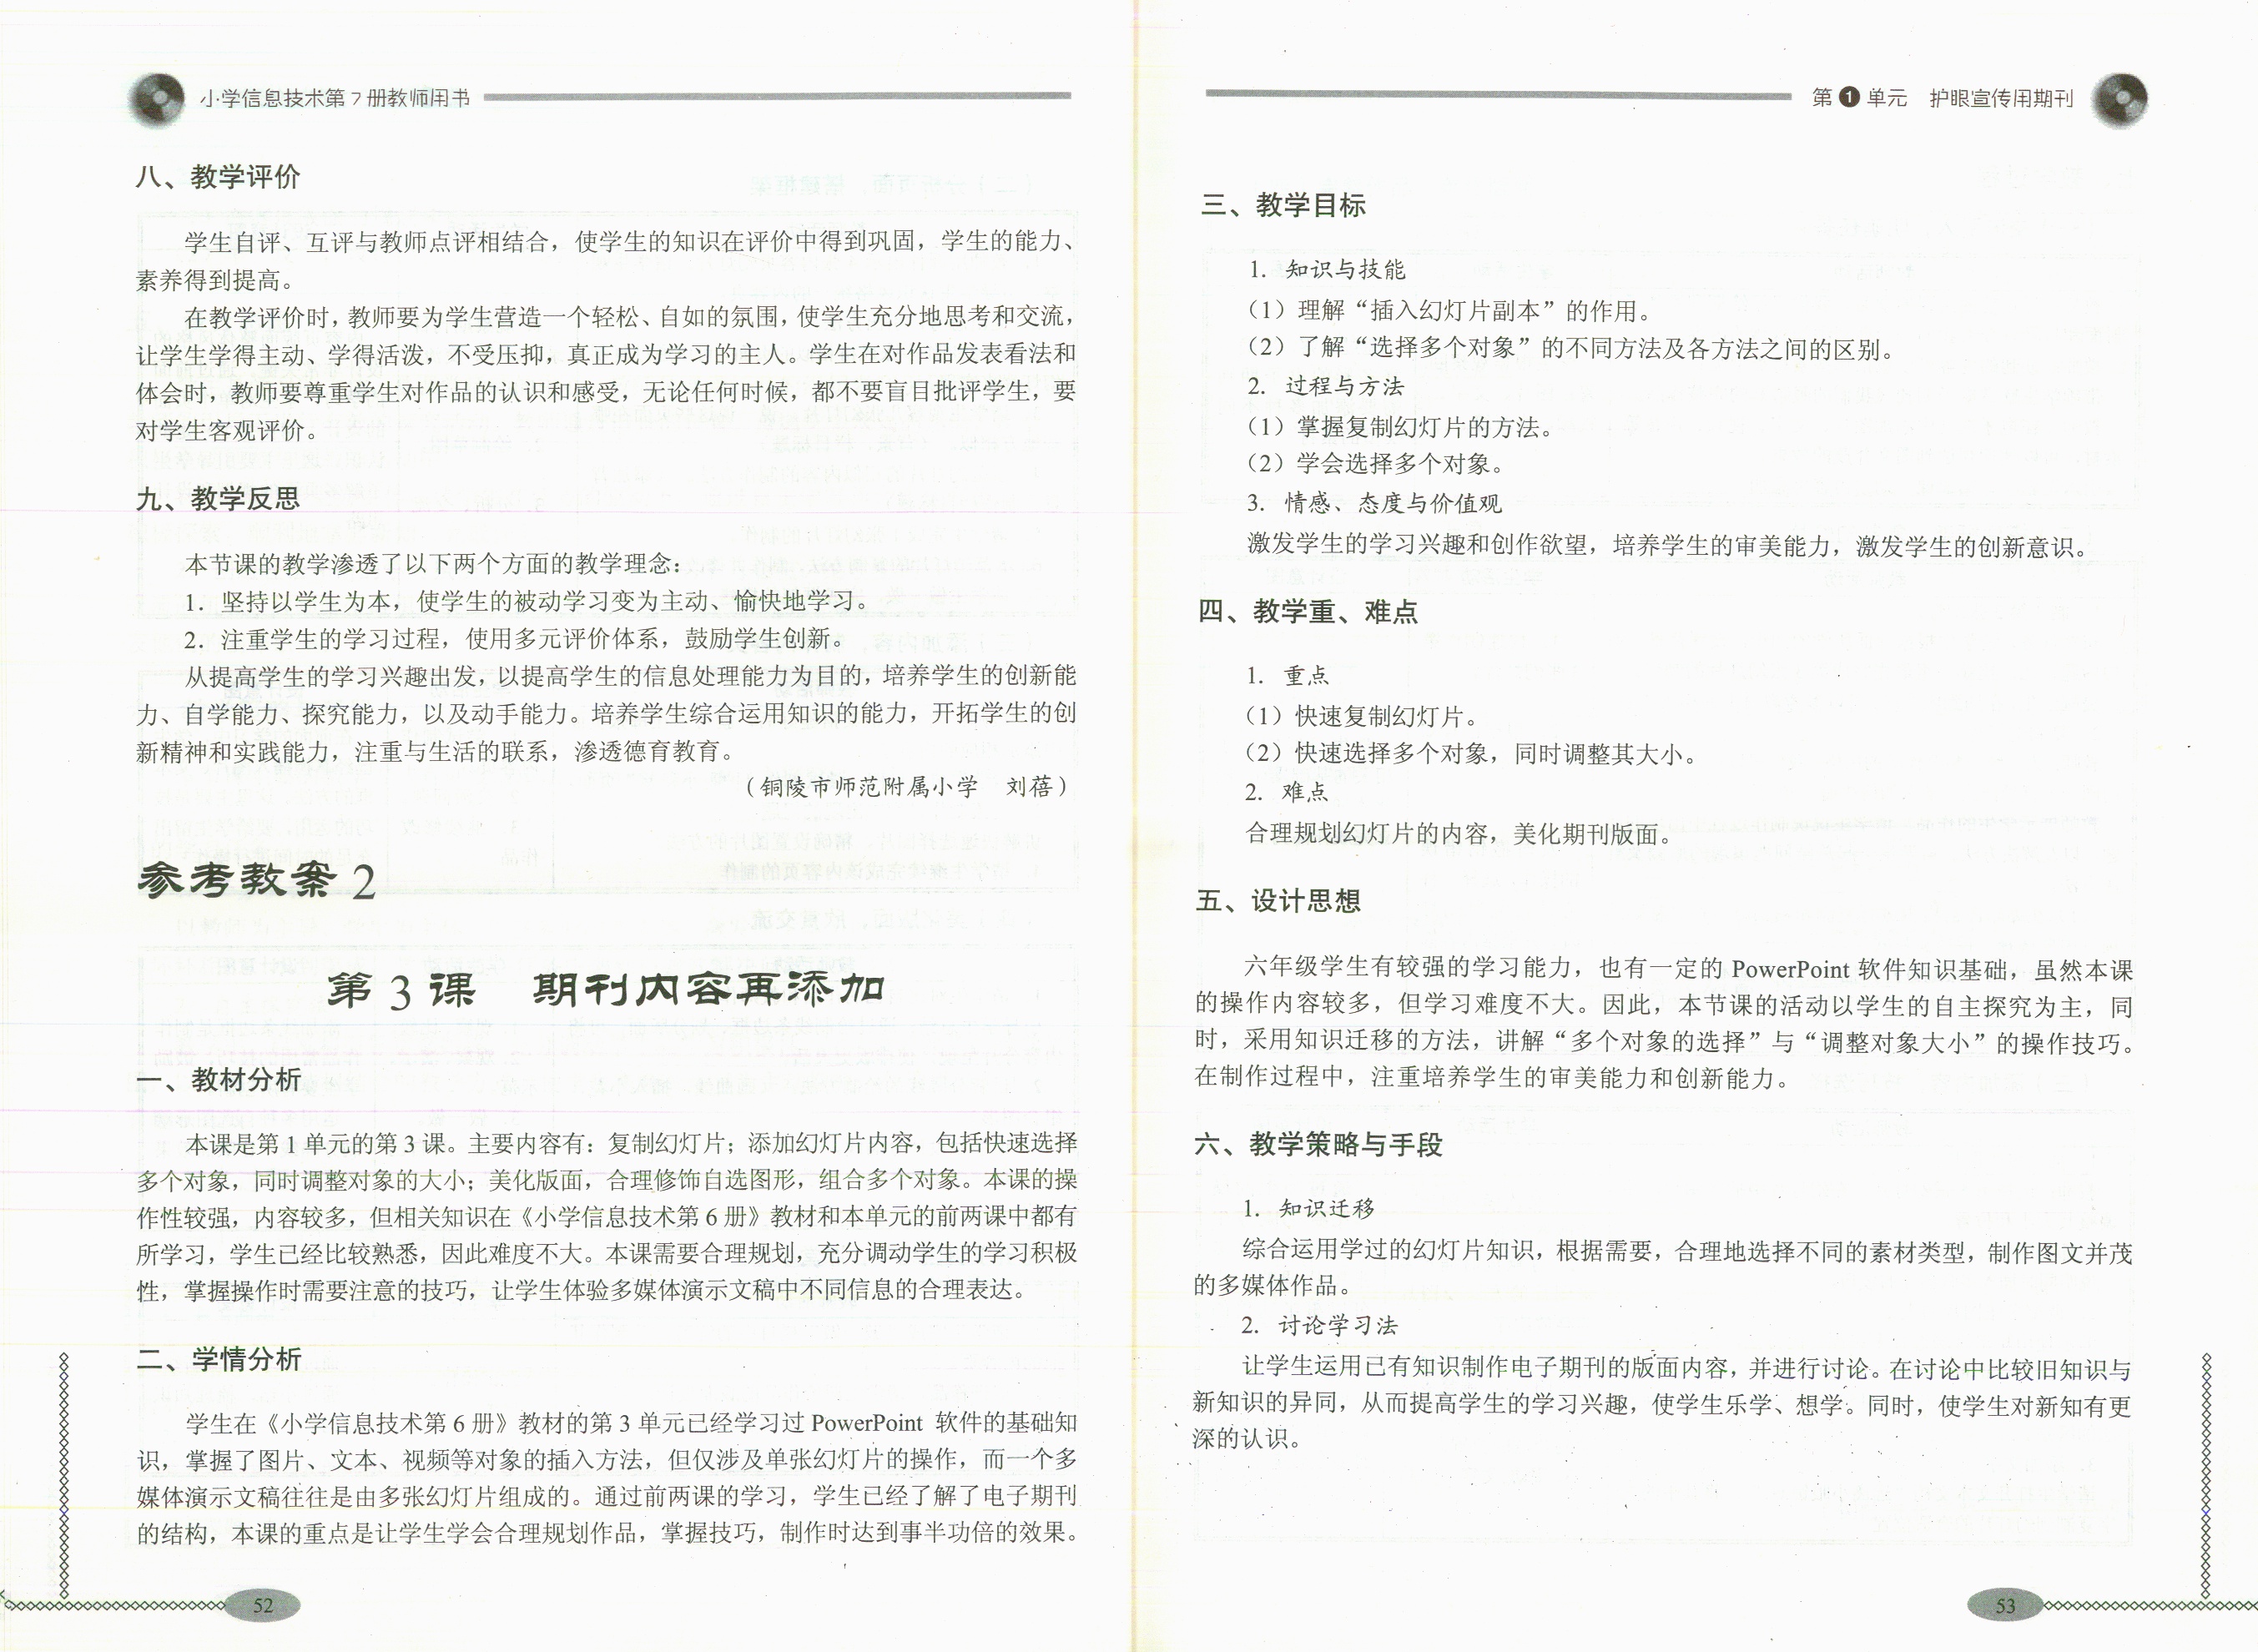 小学信息技术第7册教师用书
八、教学评价
学生自评、互评与教师点评相结合，使学生的知识在评价中得到巩固，学生的能力、
素养得到提高。
在教学评价时，教师要为学生营造一个轻松、自如的氛围，使学生充分地思考和交流，
让学生学得主动、学得活泼，不受压抑，真正成为学习的主人。学生在对作品发表看法和
体会时，教师要尊重学生对作品的认识和感受，无论任何时候，都不要盲目批评学生，要
对学生客观评价。
九、教学反思
本节课的教学渗透了以下两个方面的教学理念：
1．坚持以学生为本，使学生的被动学习变为主动、愉快地学习。
2．注重学生的学习过程，使用多元评价体系，鼓励学生创新。
从提高学生的学习兴趣出发，以提高学生的信息处理能力为目的，培养学生的创新能
力、自学能力、探究能力，以及动手能力。培养学生综合运用知识的能力，开拓学生的创
新精神和实践能力，注重与生活的联系，渗透德育教育。
（铜陵市师范附属小学　刘蓓）
参考教案2
第3课　期刊内容再添加
一、教材分析
本课是第1单元的第3课。主要内容有：复制幻灯片；添加幻灯片内容，包括快速选择
多个对象，同时调整对象的大小；美化版面，合理修饰自选图形，组合多个对象。本课的操
作性较强，内容较多，但相关知识在《小学信息技术第6册》教材和本单元的前两课中都有
所学习，学生已经比较熟悉，因此难度不大。本课需要合理规划，充分调动学生的学习积极
性，掌握操作时需要注意的技巧，让学生体验多媒体演示文稿中不同信息的合理表达。
二、学情分析
学生在《小学信息技术第6册》教材的第3单元已经学习过PowerPoint 软件的基础知
识，掌握了图片、文本、视频等对象的插入方法，但仅涉及单张幻灯片的操作，而一个多
媒体演示文稿往往是由多张幻灯片组成的。通过前两课的学习，学生已经了解了电子期刊
的结构，本课的重点是让学生学会合理规划作品，掌握技巧，制作时达到事半功倍的效果。
52
第1单元　护眼宣传用期刊
三、教学目标
1. 知识与技能
（1）理解“插入幻灯片副本”的作用。
（2）了解“选择多个对象”的不同方法及各方法之间的区别。
2. 过程与方法
（1）掌握复制幻灯片的方法。
（2）学会选择多个对象。
3. 情感、态度与价值观
激发学生的学习兴趣和创作欲望，培养学生的审美能力，激发学生的创新意识。
四、教学重、难点
1. 重点
（1）快速复制幻灯片。
（2）快速选择多个对象，同时调整其大小。
2. 难点
合理规划幻灯片的内容，美化期刊版面。
五、设计思想
六年级学生有较强的学习能力，也有一定的PowerPoint软件知识基础，虽然本课
的操作内容较多，但学习难度不大。因此，本节课的活动以学生的自主探究为主，同
时，采用知识迁移的方法，讲解“多个对象的选择”与“调整对象大小”的操作技巧。
在制作过程中，注重培养学生的审美能力和创新能力。
六、教学策略与手段
1. 知识迁移
综合运用学过的幻灯片知识，根据需要，合理地选择不同的素材类型，制作图文并茂
的多媒体作品。
2. 讨论学习法
让学生运用已有知识制作电子期刊的版面内容，并进行讨论。在讨论中比较旧知识与
新知识的异同，从而提高学生的学习兴趣，使学生乐学、想学。同时，使学生对新知有更
深的认识。
53